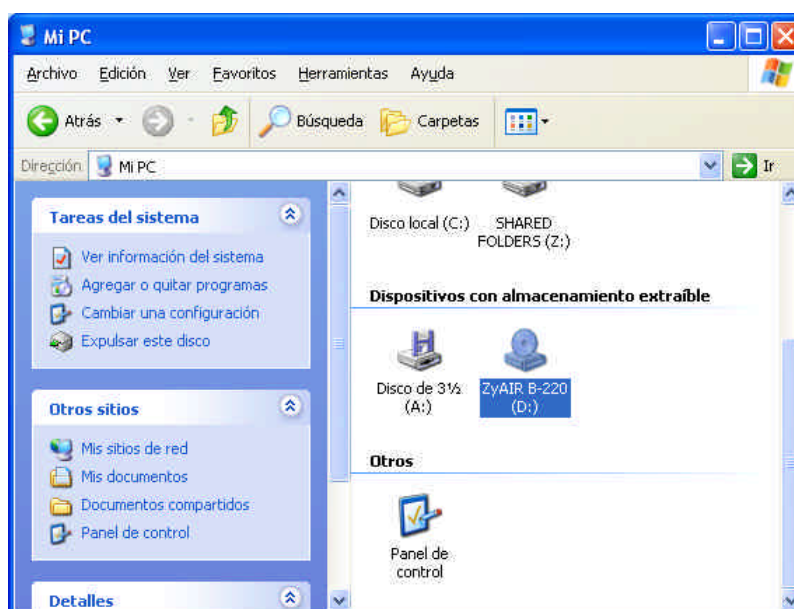 Mi PC
Archivo Edición Ver Favoritos Herramientas Ayuda
Atrás Búsqueda Carpetas
Dirección Mi PC Ir
Tareas del sistema
Ver información del sistema
Agregar o quitar programas
Cambiar una configuración
Expulsar este disco
Otros sitios
Mis sitios de red
Mis documentos
Documentos compartidos
Panel de control
Detalles
Disco local (C:) SHARED
FOLDERS (Z:)
Dispositivos con almacenamiento extraíble
Disco de 3½
(A:)
ZyAIR B-220
(D:)
Otros
Panel de
control